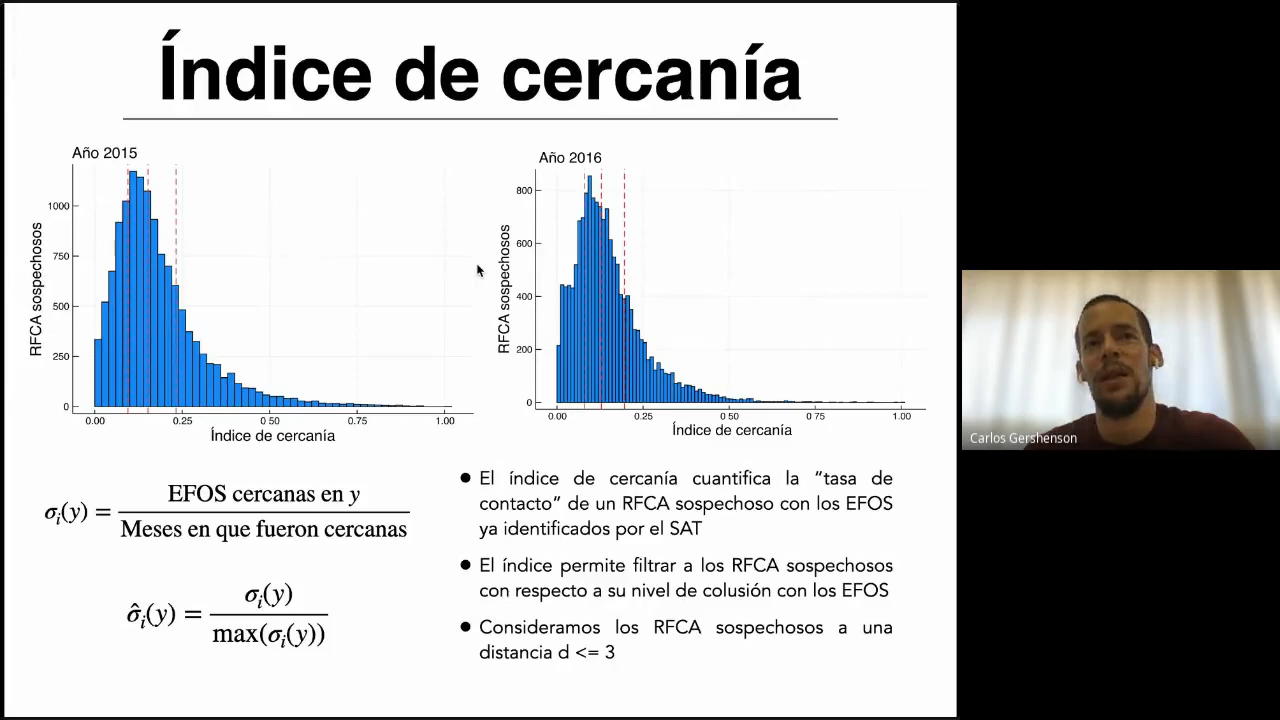 Índice de cercanía
Año 2015
RFCA sospechosos
1000
750
500
250
0
0.00
0.25
0 50
0.75
1.00
Índice de cercanía
Año 2016
RFCA sospechosos
800
600
400
200
0
0.00
0.25
0 50
0 75
1.00
Índice de cercanía
σᵢ(y) = EFOS cercanas en y / Meses en que fueron cercanas
σ̂ᵢ(y) = σᵢ(y) / max(σᵢ(y))
● El índice de cercanía cuantifica la “tasa de
contacto” de un RFCA sospechoso con los EFOS
ya identificados por el SAT
● El índice permite filtrar a los RFCA sospechosos
con respecto a su nivel de colusión con los EFOS
● Consideramos los RFCA sospechosos a una
distancia d <= 3
Carlos Gershenson